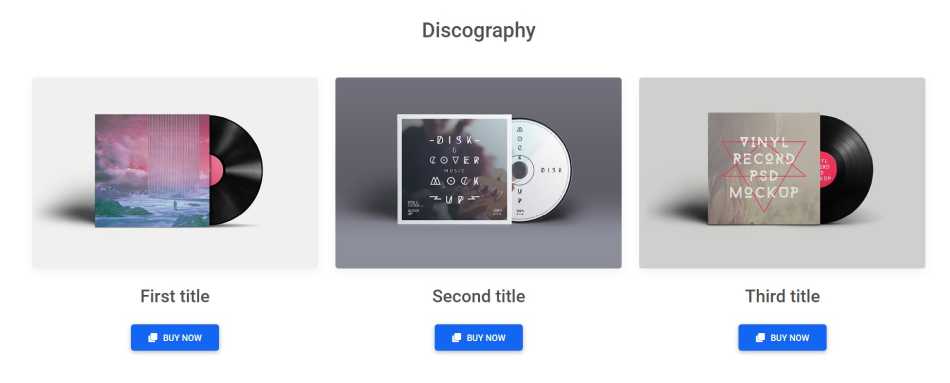 Discography
DISK
&
COVER
MUSIC
MOCK
UP
DISK
VINYL
RECORD
PSD
MOCKUP
First title
Second title
Third title
BUY NOW
BUY NOW
BUY NOW